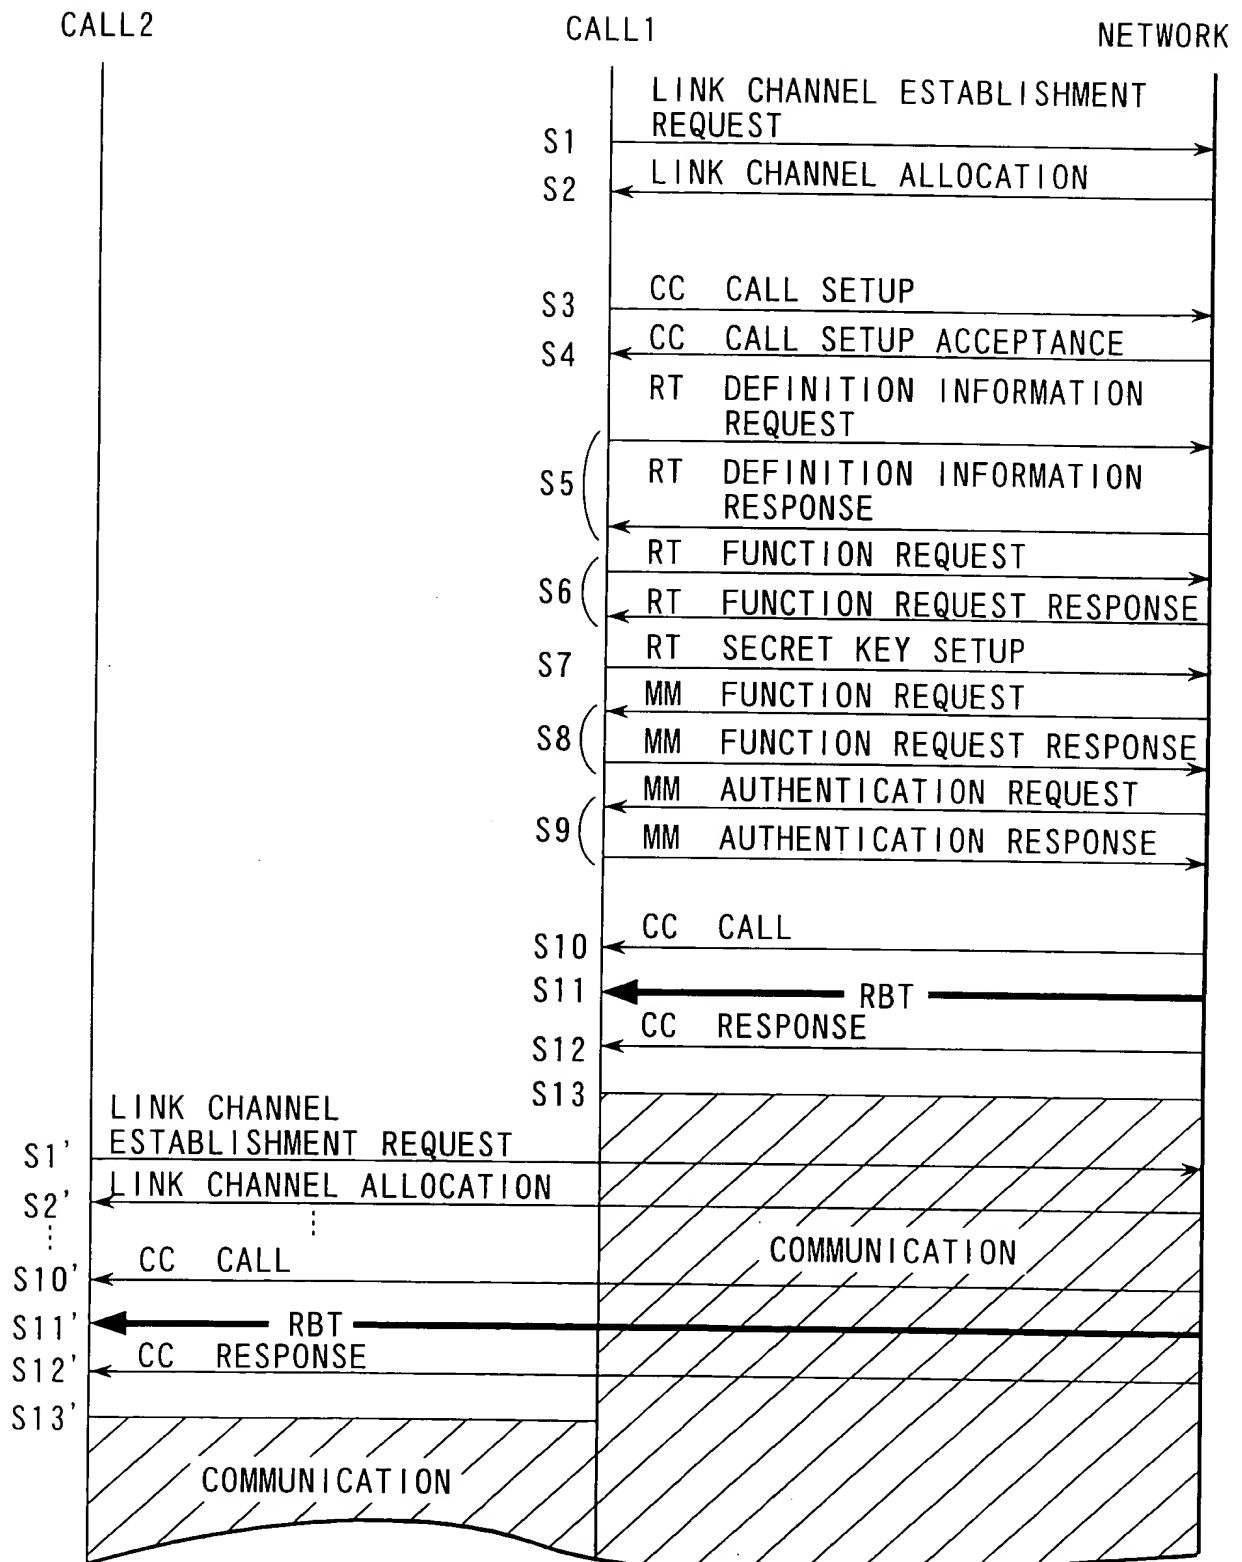 CALL2
CALL1
NETWORK
LINK CHANNEL ESTABLISHMENT
REQUEST
S1
S2
LINK CHANNEL ALLOCATION
S3
CC CALL SETUP
S4
CC CALL SETUP ACCEPTANCE
RT DEFINITION INFORMATION
REQUEST
S5
RT DEFINITION INFORMATION
RESPONSE
RT FUNCTION REQUEST
S6
RT FUNCTION REQUEST RESPONSE
S7
RT SECRET KEY SETUP
MM FUNCTION REQUEST
S8
MM FUNCTION REQUEST RESPONSE
MM AUTHENTICATION REQUEST
S9
MM AUTHENTICATION RESPONSE
S10
CC CALL
S11
RBT
S12
CC RESPONSE
S13
LINK CHANNEL
ESTABLISHMENT REQUEST
S1'
S2'
LINK CHANNEL ALLOCATION
COMMUNICATION
S10'
CC CALL
S11'
RBT
S12'
CC RESPONSE
S13'
COMMUNICATION